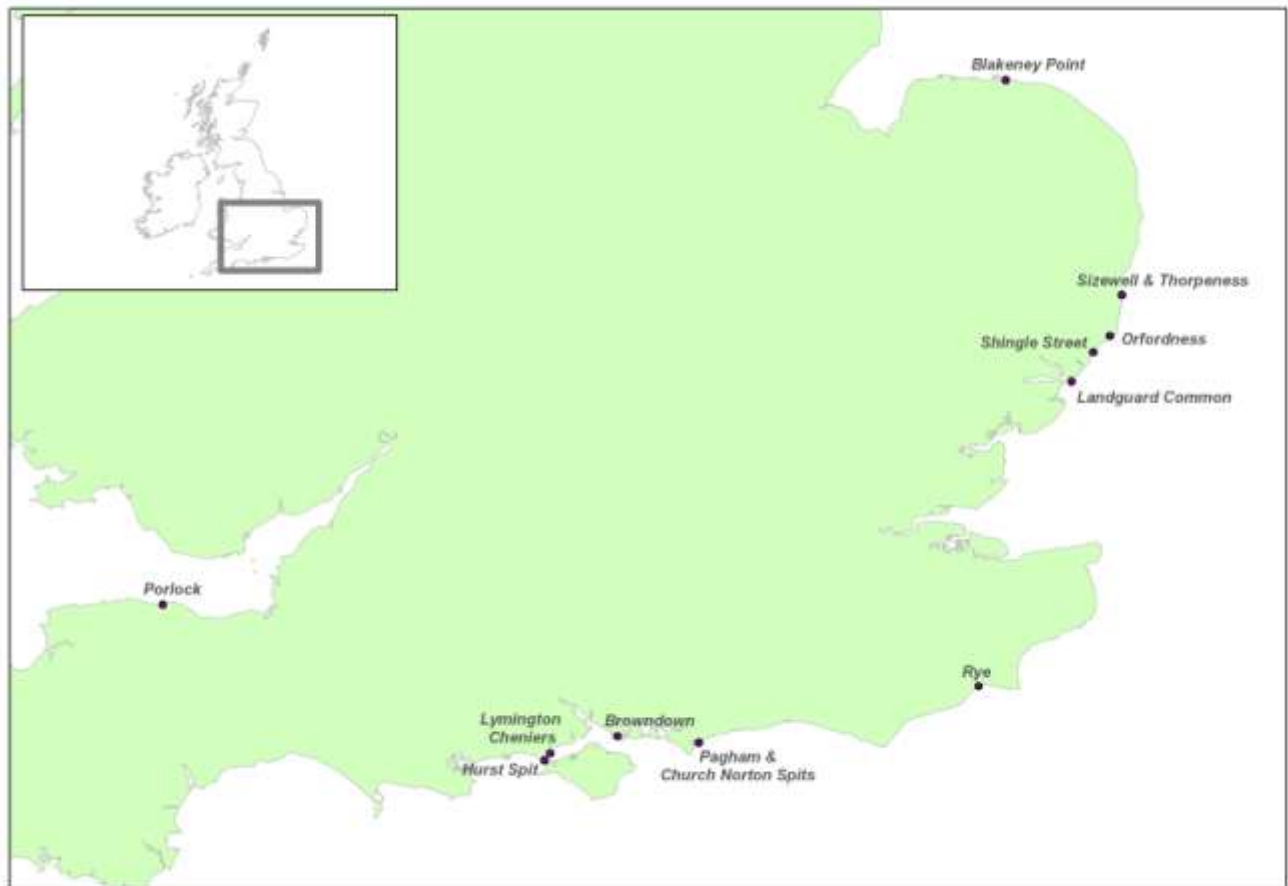 Blakeney Point
Sizewell & Thorpeness
Orfordness
Shingle Street
Landguard Common
Porlock
Rye
Lymington
Cheniers
Browndown
Hurst Spit
Pagham &
Church Norton Spits